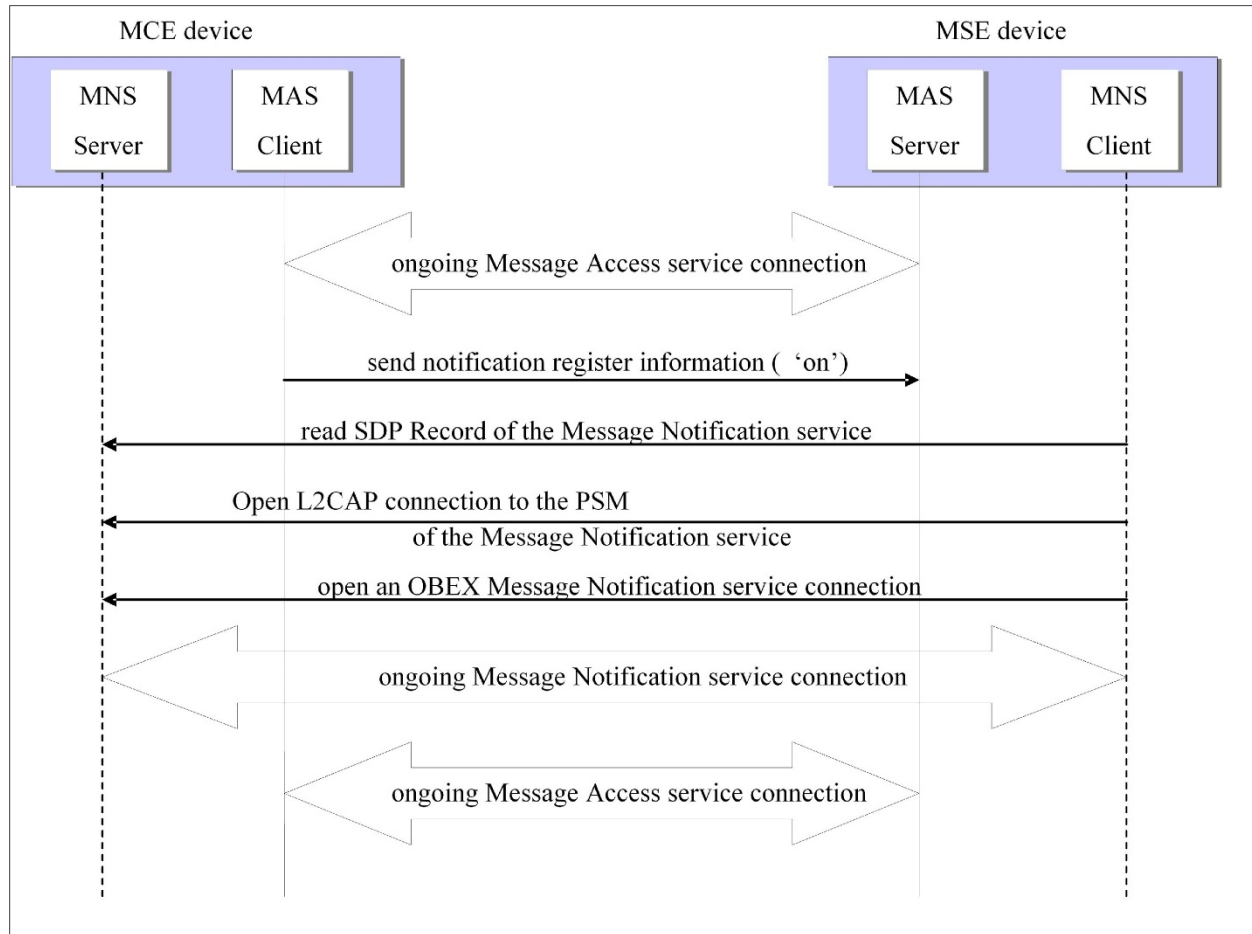 MCE device
MSE device
MNS
Server
MAS
Client
MAS
Server
MNS
Client
ongoing Message Access service connection
send notification register information ( ‘on’)
read SDP Record of the Message Notification service
Open L2CAP connection to the PSM
of the Message Notification service
open an OBEX Message Notification service connection
ongoing Message Notification service connection
ongoing Message Access service connection